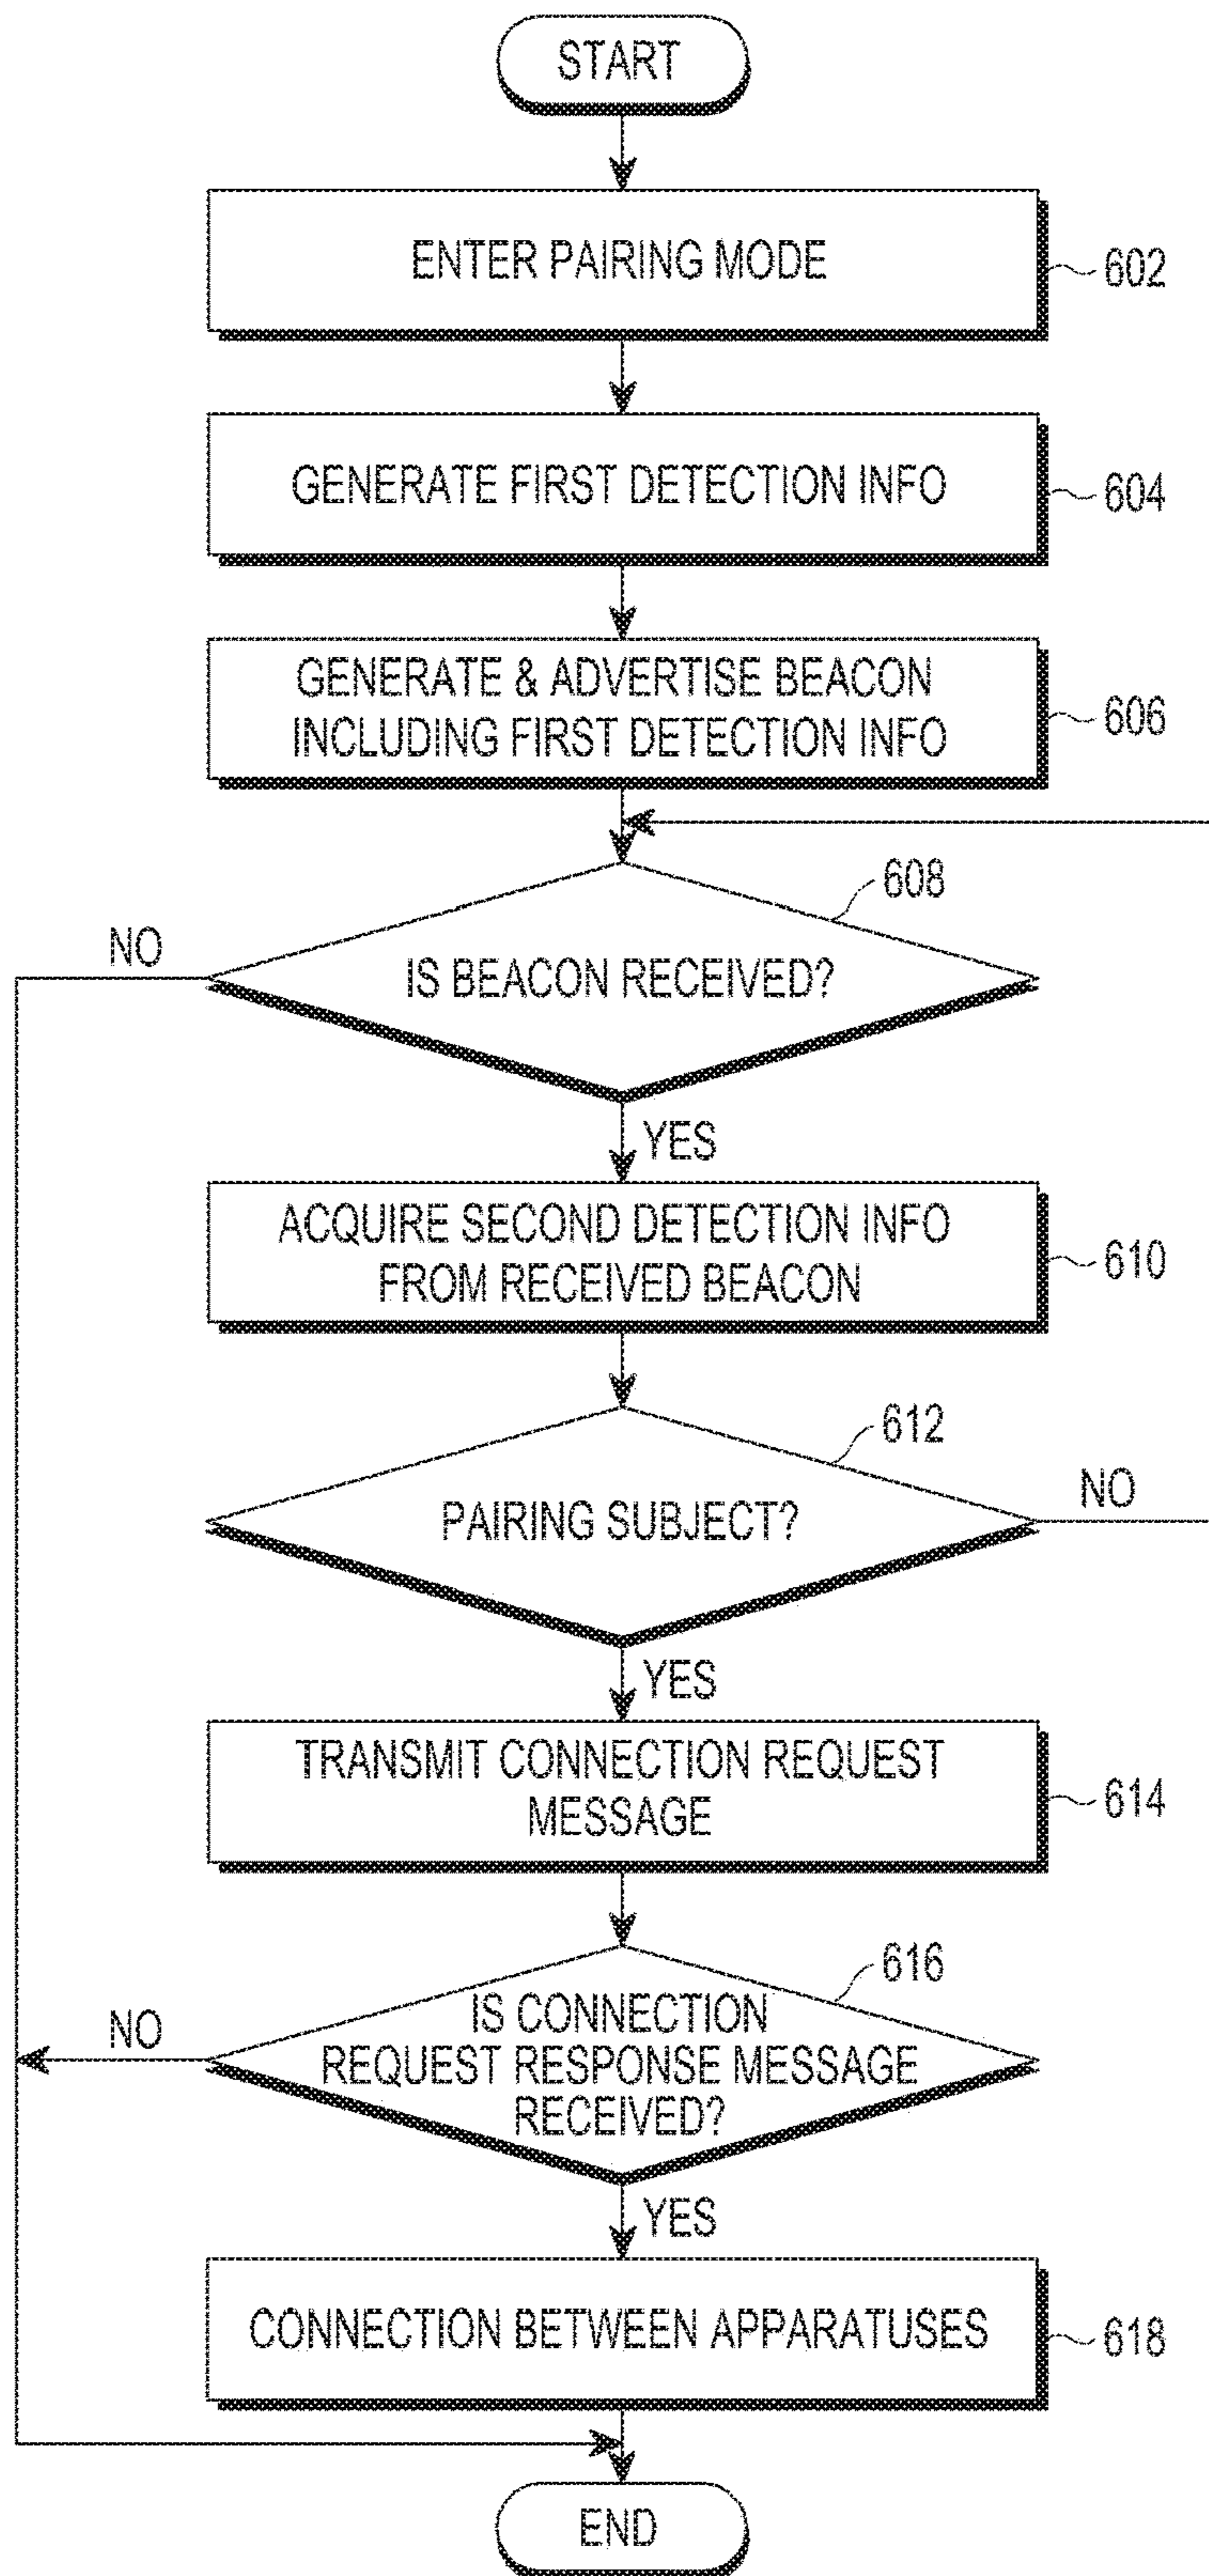 START
ENTER PAIRING MODE
602
GENERATE FIRST DETECTION INFO
604
GENERATE & ADVERTISE BEACON
INCLUDING FIRST DETECTION INFO
606
608
NO
IS BEACON RECEIVED?
YES
ACQUIRE SECOND DETECTION INFO
FROM RECEIVED BEACON
610
612
PAIRING SUBJECT?
NO
YES
TRANSMIT CONNECTION REQUEST
MESSAGE
614
616
NO
IS CONNECTION
REQUEST RESPONSE MESSAGE
RECEIVED?
YES
CONNECTION BETWEEN APPARATUSES
618
END